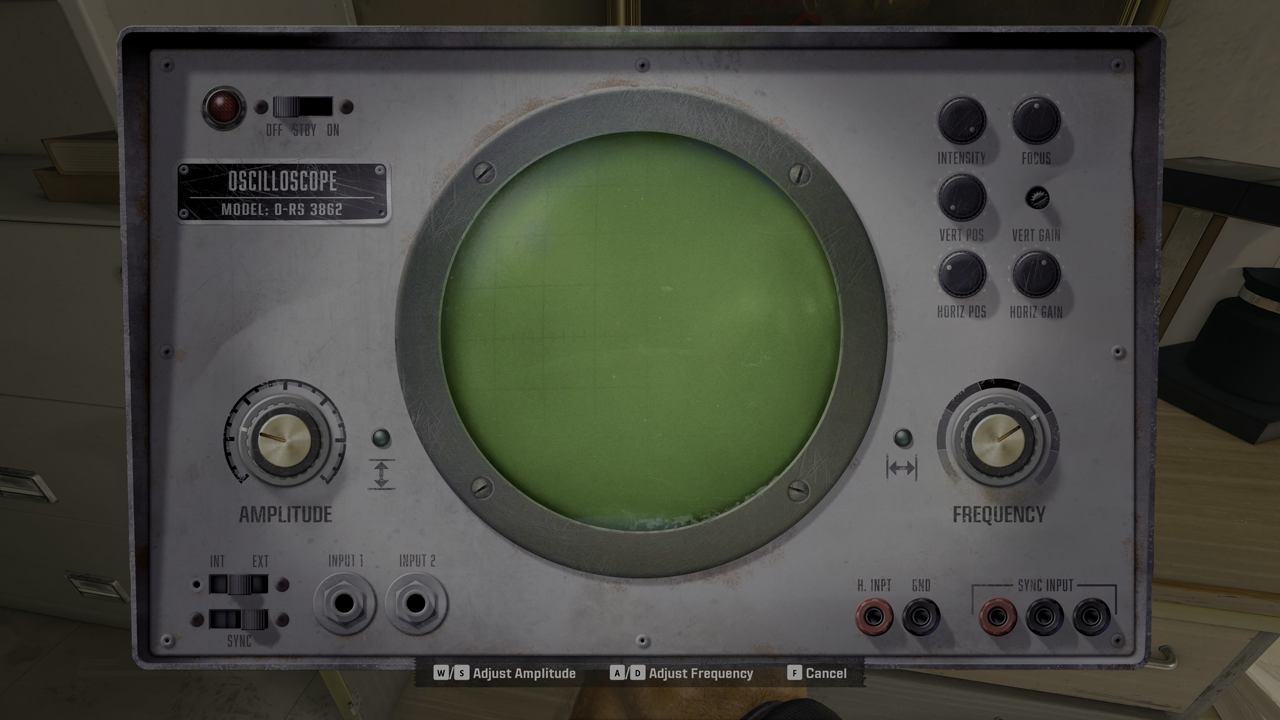 OFF STBY ON
OSCILLOSCOPE
MODEL: O-RS 3862
INTENSITY FOCUS
VERT POS VERT GAIN
HORIZ POS HORIZ GAIN
AMPLITUDE
FREQUENCY
INT EXT
INPUT 1 INPUT 2
SYNC
H. INPT GND
SYNC INPUT
W/S Adjust Amplitude A/D Adjust Frequency F Cancel